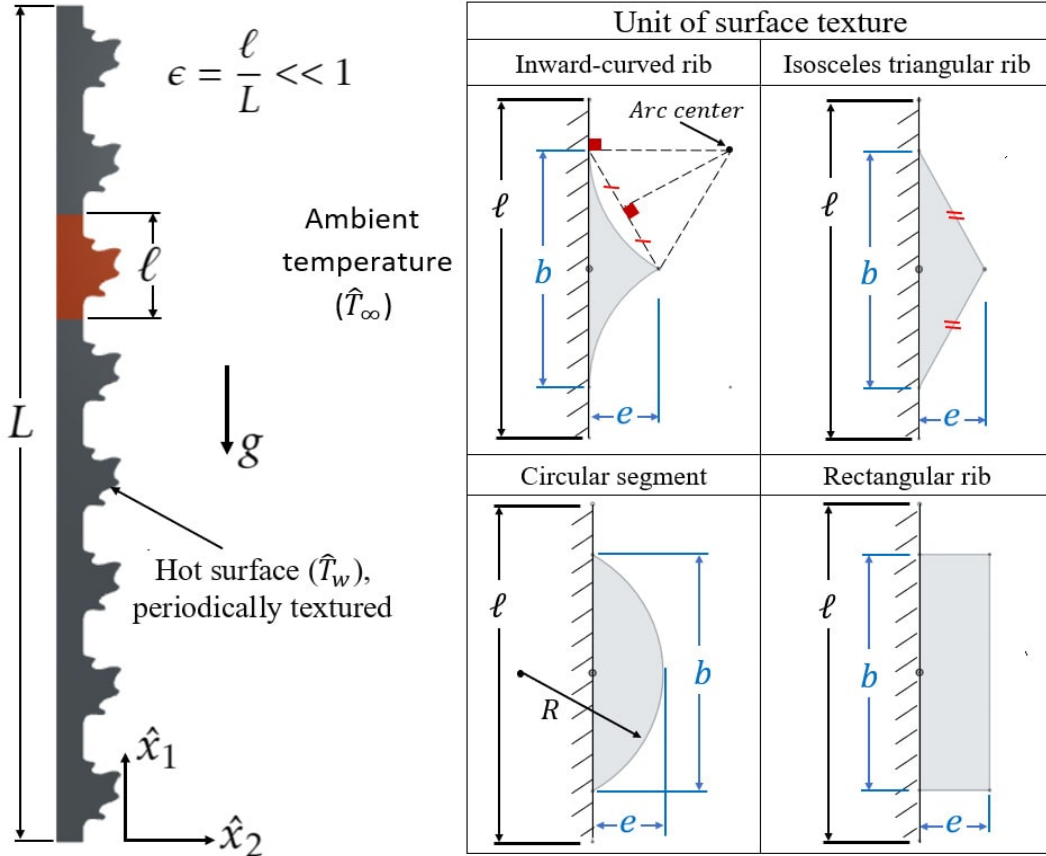 L
ϵ = ℓ / L << 1
ℓ
Ambient
temperature
(T̂∞)
g
Hot surface (T̂w),
periodically textured
x̂1
x̂2
Unit of surface texture
Inward-curved rib
Isosceles triangular rib
Arc center
ℓ
b
e
ℓ
b
e
Circular segment
Rectangular rib
ℓ
R
b
e
ℓ
b
e